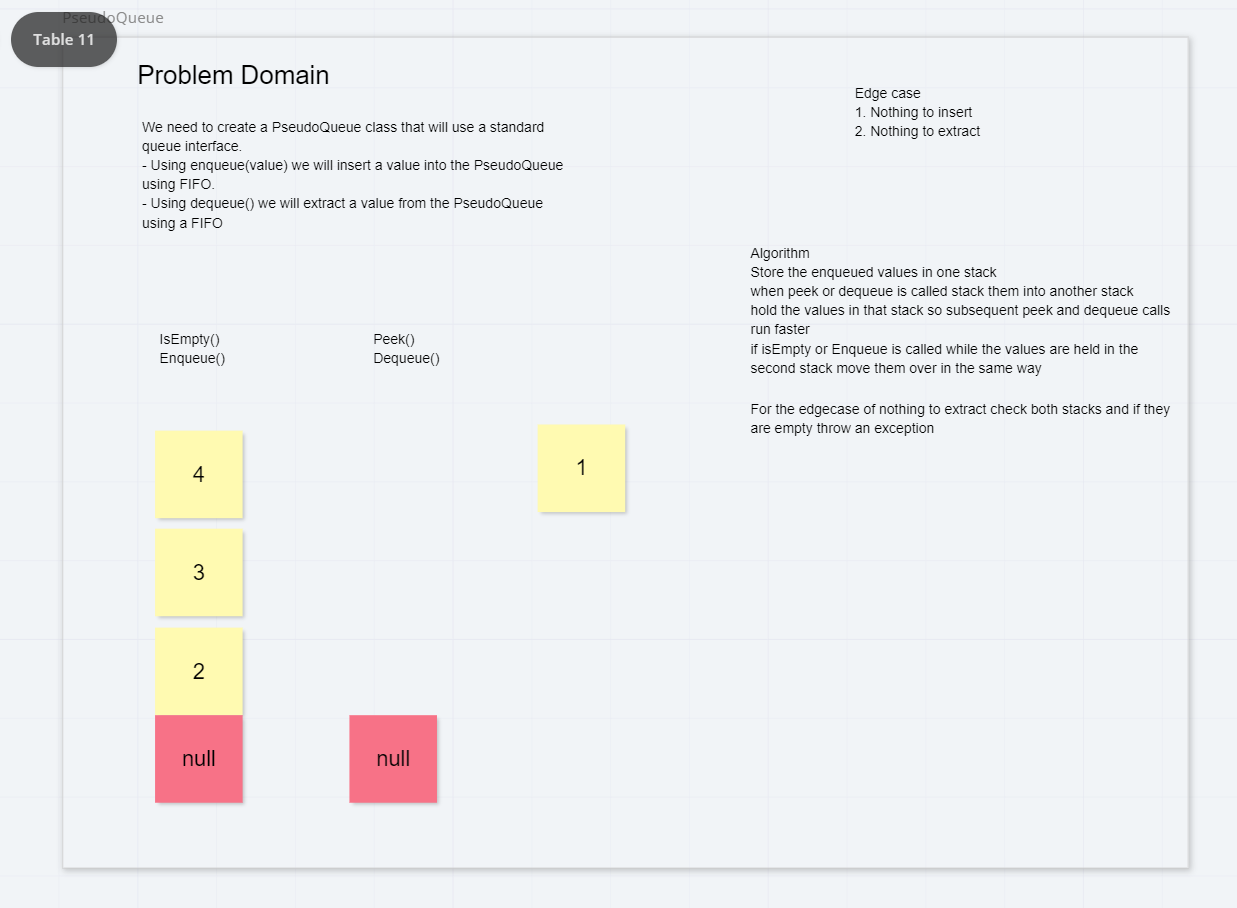 PseudoQueue
Table 11
Problem Domain
We need to create a PseudoQueue class that will use a standard
queue interface.
- Using enqueue(value) we will insert a value into the PseudoQueue
using FIFO.
- Using dequeue() we will extract a value from the PseudoQueue
using a FIFO
Edge case
1. Nothing to insert
2. Nothing to extract
Algorithm
Store the enqueued values in one stack
when peek or dequeue is called stack them into another stack
hold the values in that stack so subsequent peek and dequeue calls
run faster
if isEmpty or Enqueue is called while the values are held in the
second stack move them over in the same way
For the edgecase of nothing to extract check both stacks and if they
are empty throw an exception
IsEmpty()
Enqueue()
Peek()
Dequeue()
4
1
3
2
null
null